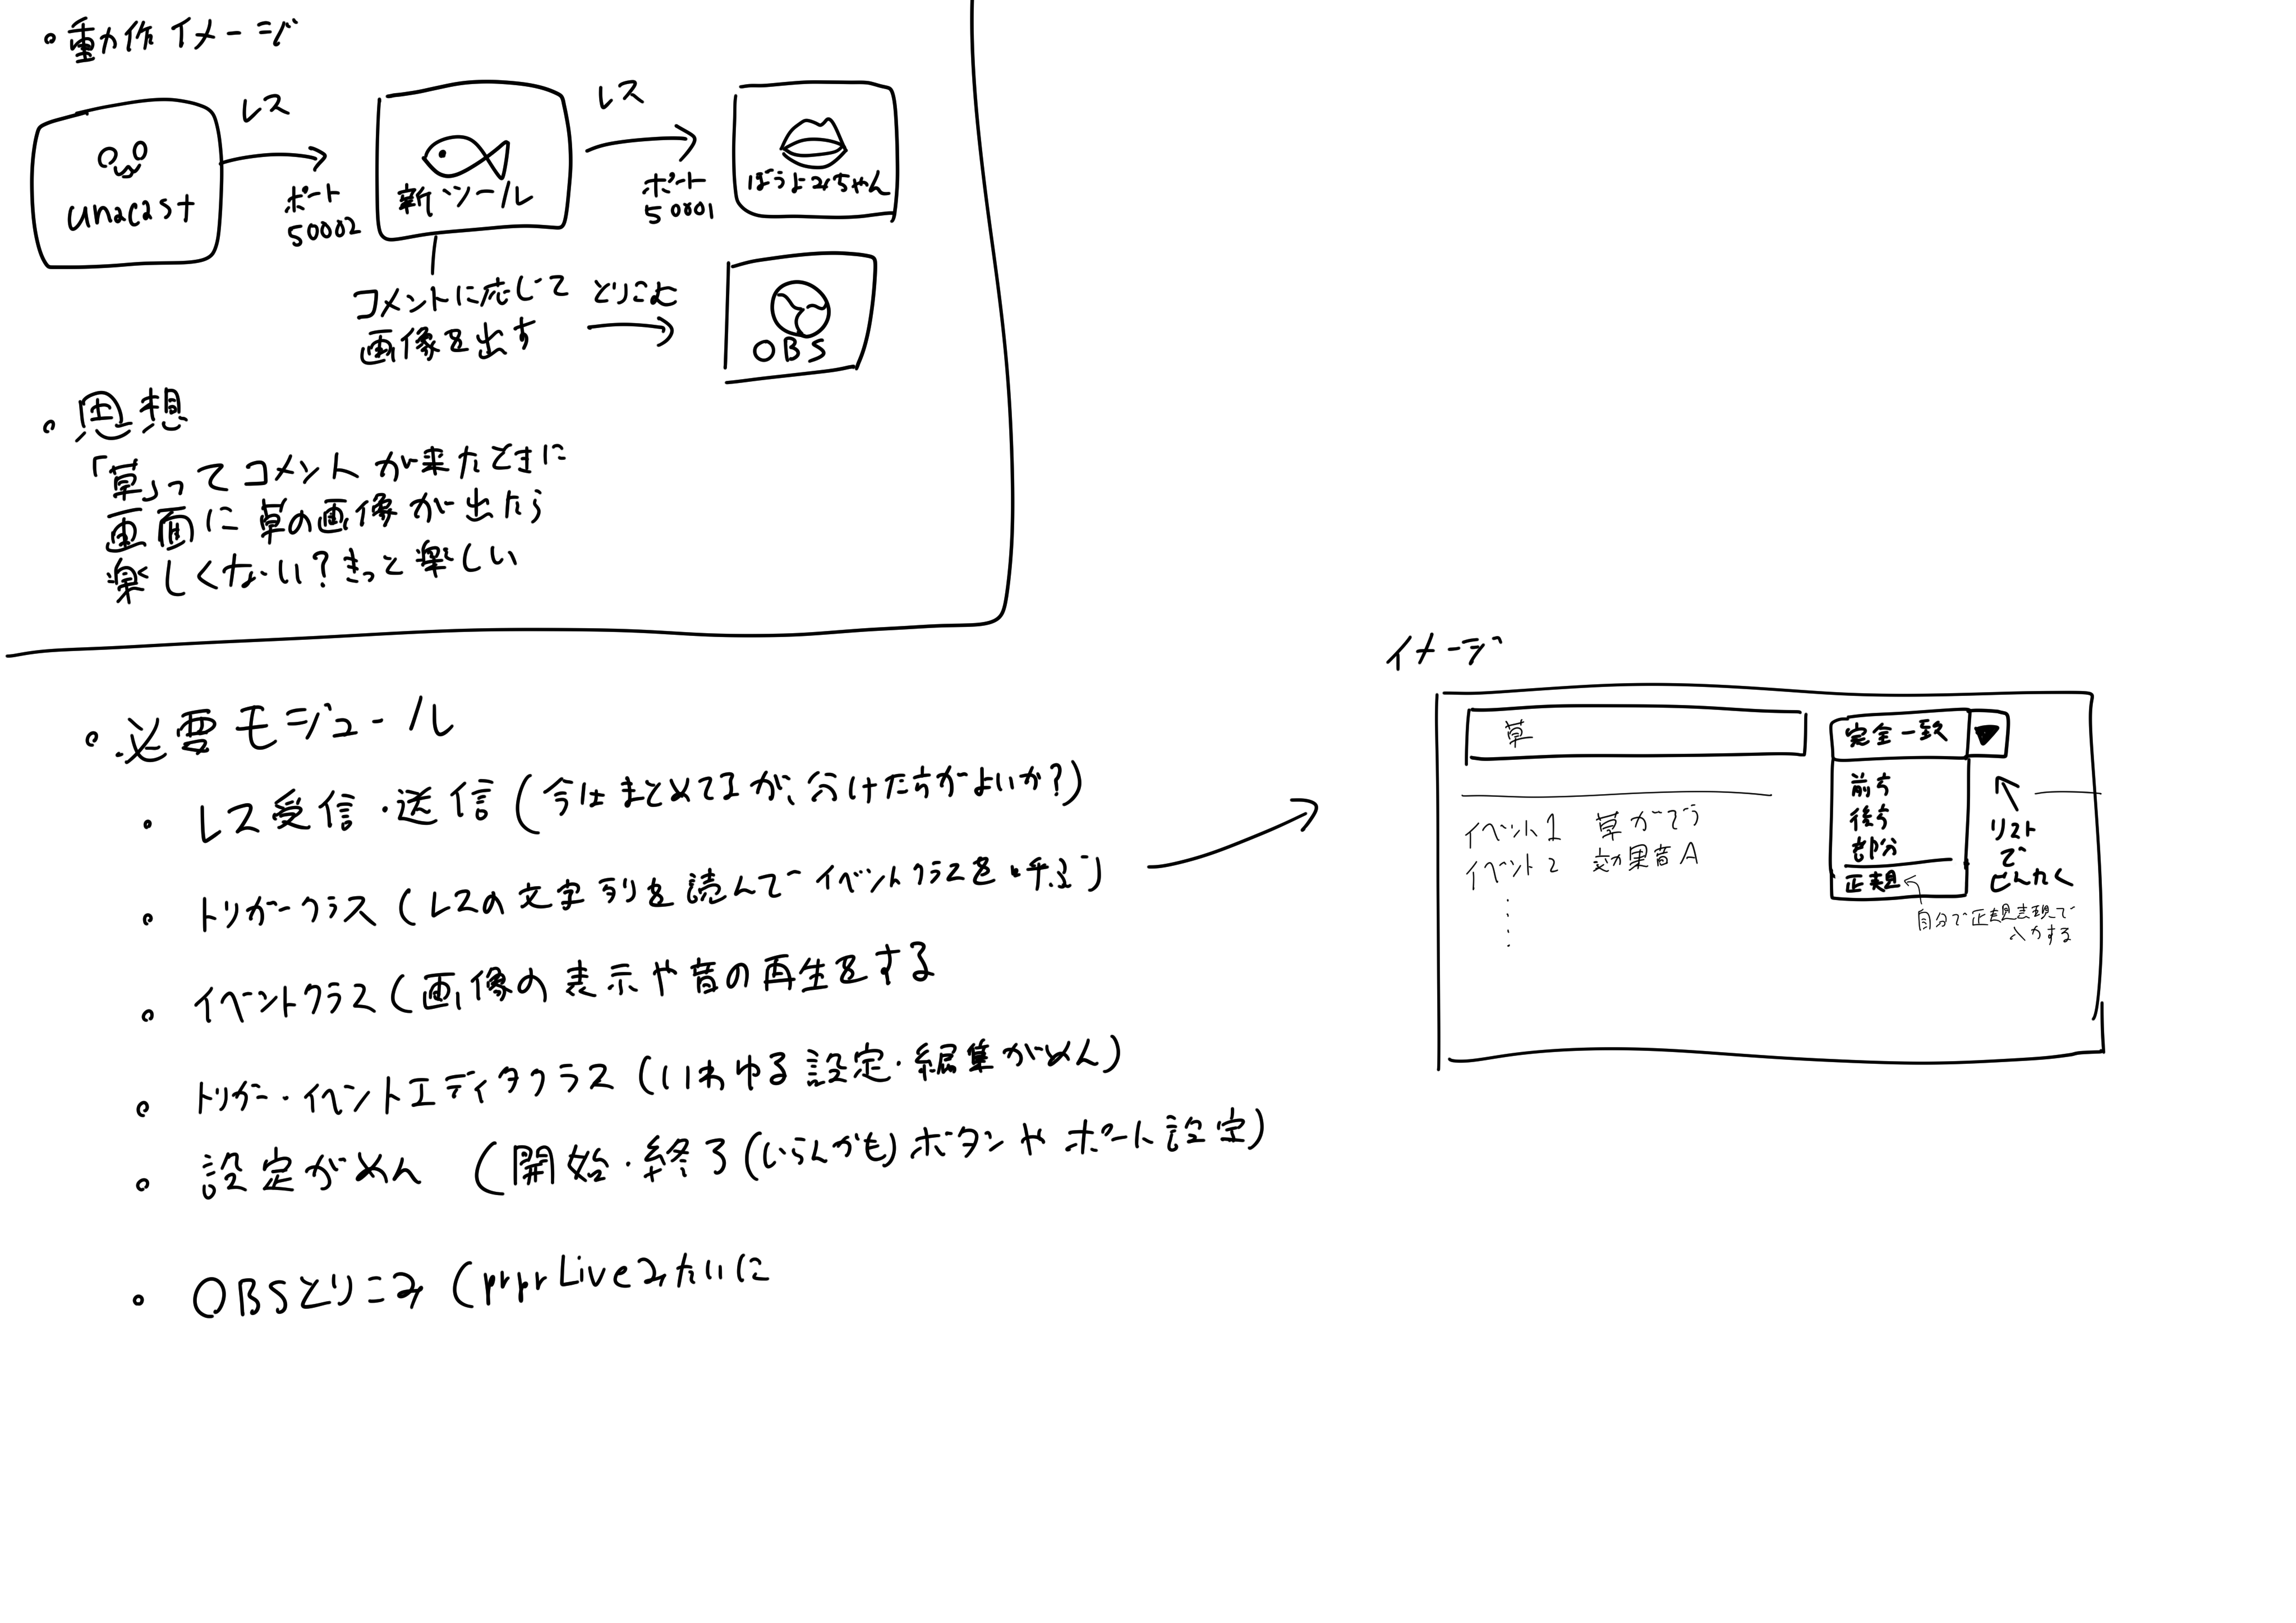 。動作イメージ
unacast
レス
ポート
50002
新ツール
レス
ポート
50001
ぼうよみちゃん
コメントに応じて
画像を出す
とりこむ
OBS
。思想
「草」ってコメントが来たときに
画面に草の画像が出たら
楽しくない?きっと楽しい
。必要モジュール
。レス受信・送信(今はまとめてるが、分けた方がよいか?)
。トリガークラス(レスの文字列を読んでイベントクラスを呼ぶ)
。イベントクラス(画像の表示や音の再生をする
。トリガー・イベントエディタクラス(いわゆる設定・編集がめん)
。設定がめん (開始・終了(いらんかも)ボタンやポート設定)
。OBSとりこみ(prprLiveみたいに
イメージ
草
完全一致▼
前方
後方
部分
正規
リスト
で
せんたく
自分で正規表現で
入力する
イベント1 草がでる
イベント2 効果音A